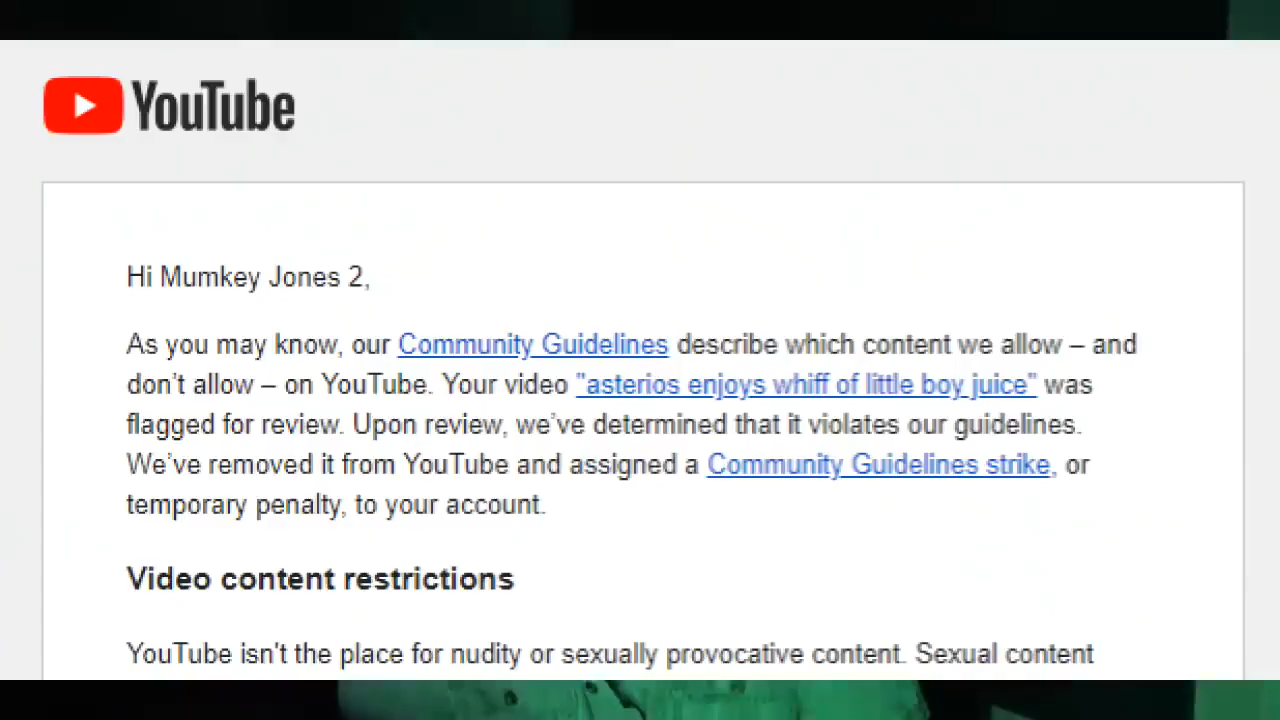 YouTube
Hi Mumkey Jones 2,
As you may know, our Community Guidelines describe which content we allow – and
don't allow – on YouTube. Your video "asterios enjoys whiff of little boy juice" was
flagged for review. Upon review, we've determined that it violates our guidelines.
We've removed it from YouTube and assigned a Community Guidelines strike, or
temporary penalty, to your account.
Video content restrictions
YouTube isn't the place for nudity or sexually provocative content. Sexual content